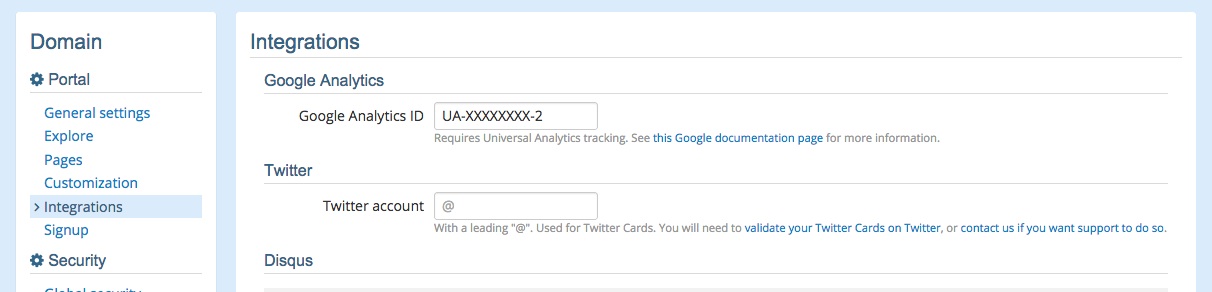 Domain
Portal
General settings
Explore
Pages
Customization
Integrations
Signup
Security
Global security
Integrations
Google Analytics
Google Analytics ID UA-XXXXXXXX-2
Requires Universal Analytics tracking. See this Google documentation page for more information.
Twitter
Twitter account @
With a leading "@". Used for Twitter Cards. You will need to validate your Twitter Cards on Twitter, or contact us if you want support to do so.
Disqus